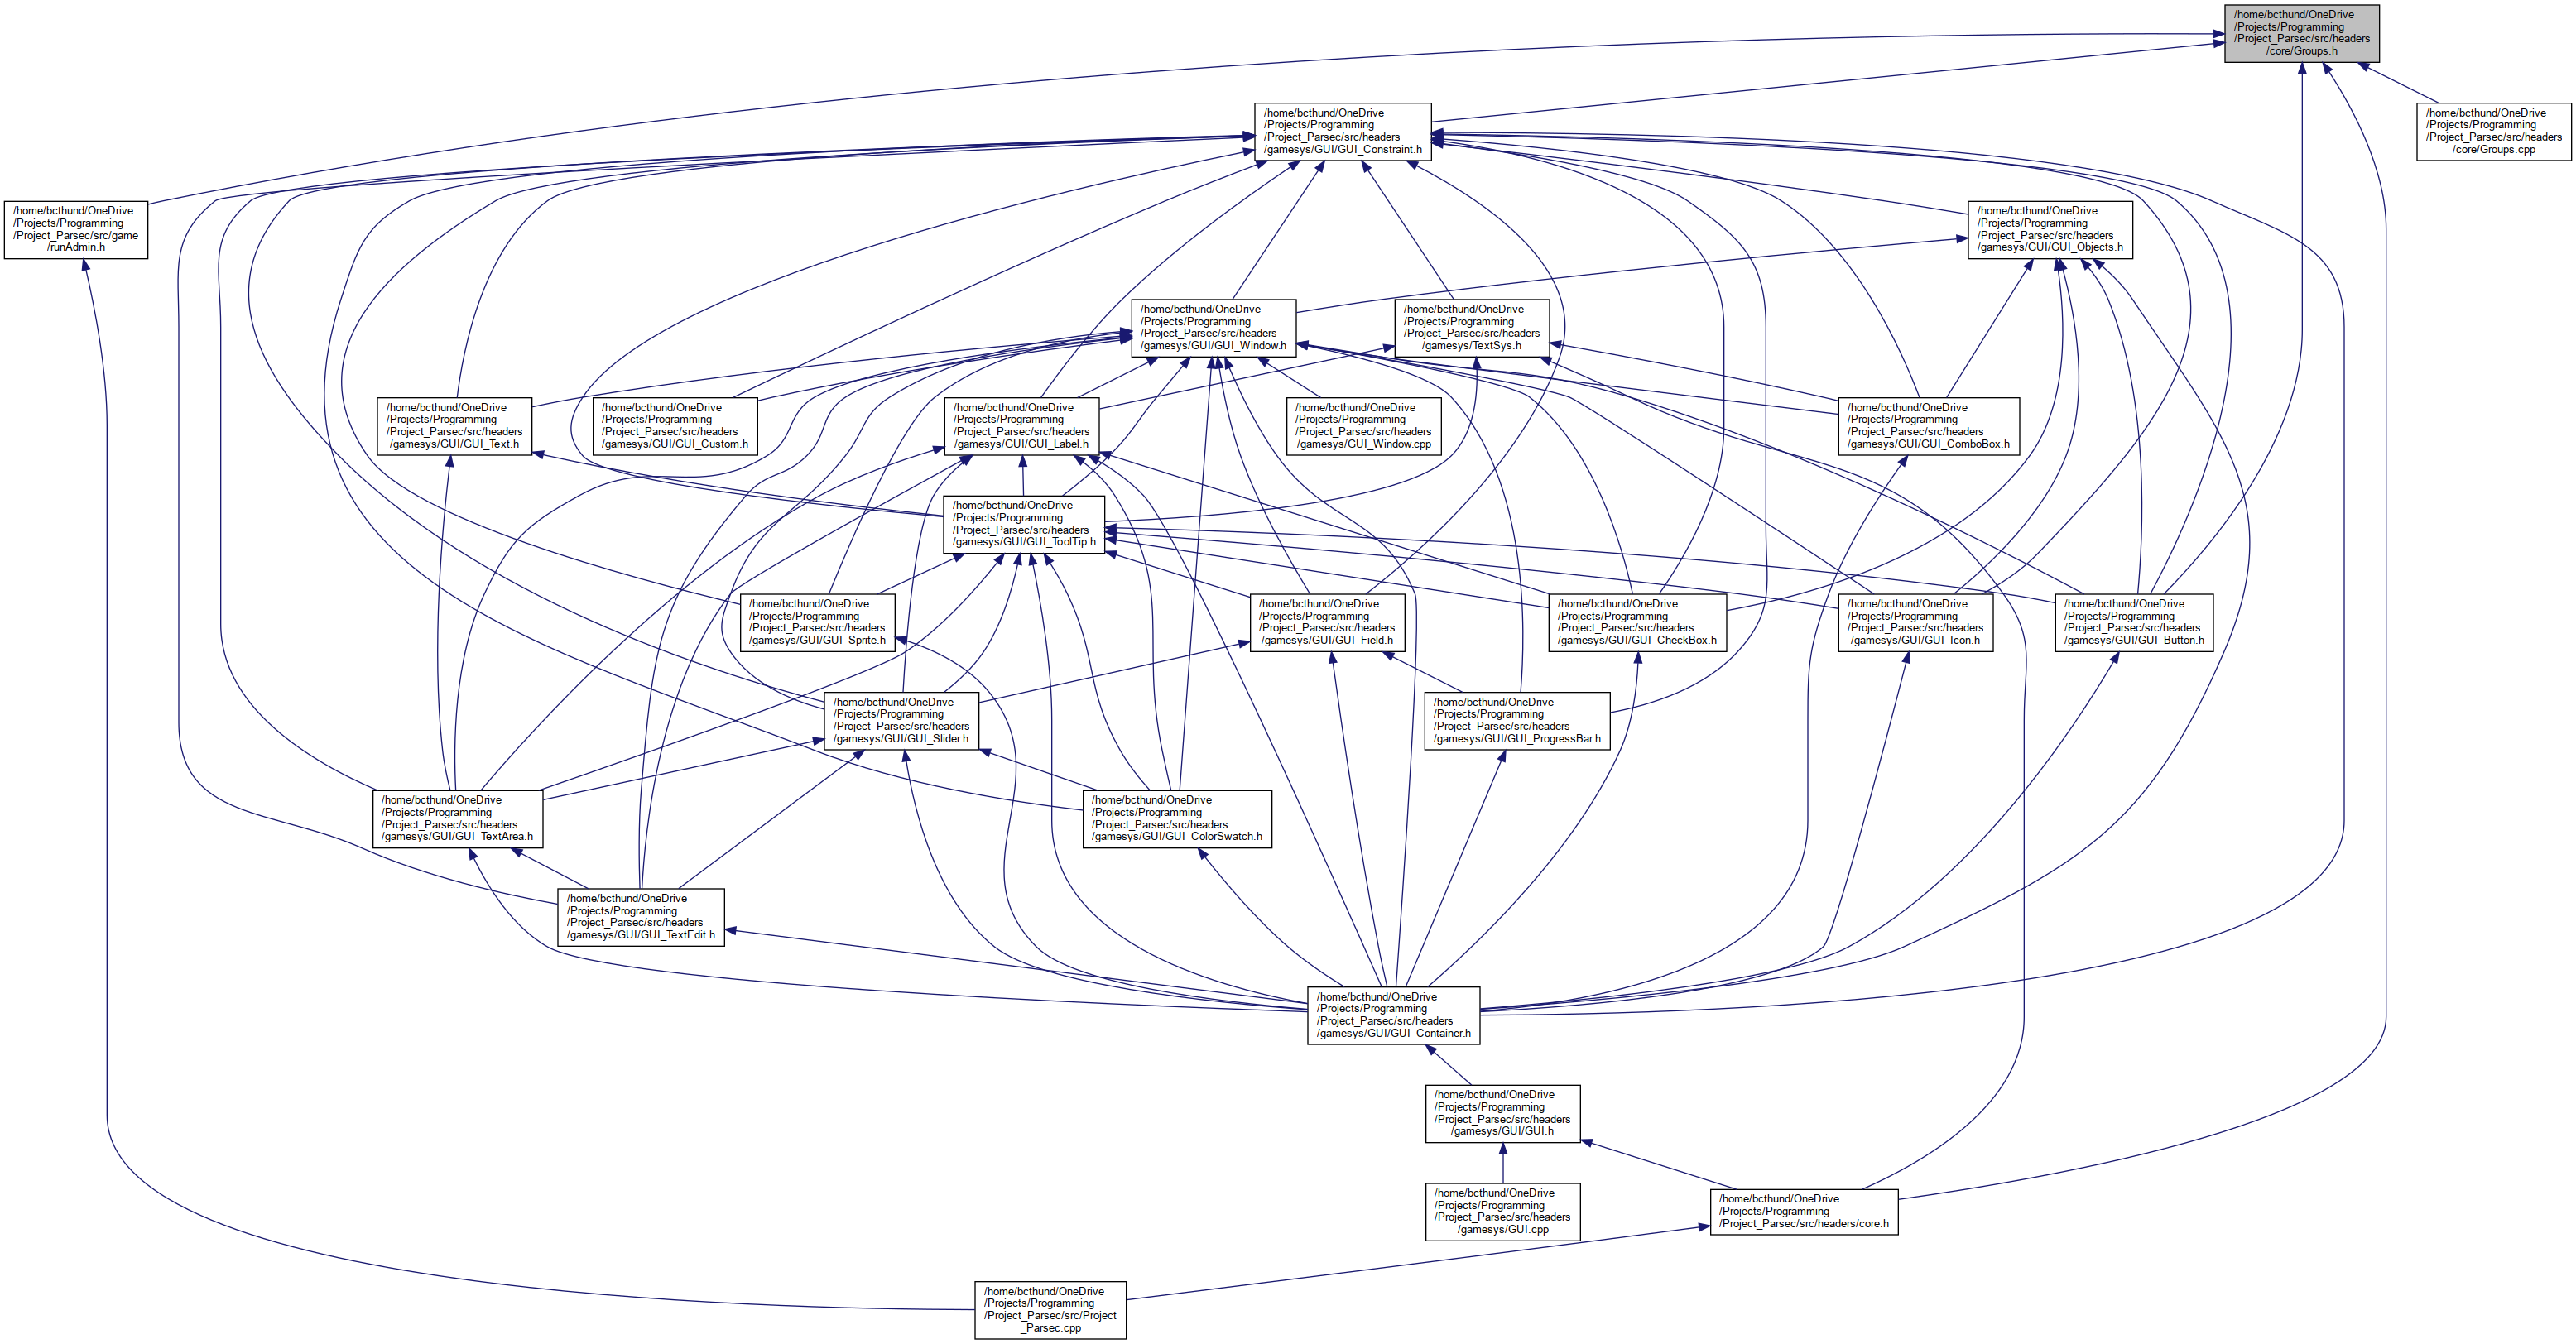 /home/bcthund/OneDrive
/Projects/Programming
/Project_Parsec/src/headers
/core/Groups.h
/home/bcthund/OneDrive
/Projects/Programming
/Project_Parsec/src/headers
/gamesys/GUI/GUI_Constraint.h
/home/bcthund/OneDrive
/Projects/Programming
/Project_Parsec/src/headers
/core/Groups.cpp
/home/bcthund/OneDrive
/Projects/Programming
/Project_Parsec/src/game
/runAdmin.h
/home/bcthund/OneDrive
/Projects/Programming
/Project_Parsec/src/headers
/gamesys/GUI/GUI_Objects.h
/home/bcthund/OneDrive
/Projects/Programming
/Project_Parsec/src/headers
/gamesys/GUI/GUI_Window.h
/home/bcthund/OneDrive
/Projects/Programming
/Project_Parsec/src/headers
/gamesys/TextSys.h
/home/bcthund/OneDrive
/Projects/Programming
/Project_Parsec/src/headers
/gamesys/GUI/GUI_Text.h
/home/bcthund/OneDrive
/Projects/Programming
/Project_Parsec/src/headers
/gamesys/GUI/GUI_Custom.h
/home/bcthund/OneDrive
/Projects/Programming
/Project_Parsec/src/headers
/gamesys/GUI/GUI_Label.h
/home/bcthund/OneDrive
/Projects/Programming
/Project_Parsec/src/headers
/gamesys/GUI_Window.cpp
/home/bcthund/OneDrive
/Projects/Programming
/Project_Parsec/src/headers
/gamesys/GUI/GUI_ComboBox.h
/home/bcthund/OneDrive
/Projects/Programming
/Project_Parsec/src/headers
/gamesys/GUI/GUI_ToolTip.h
/home/bcthund/OneDrive
/Projects/Programming
/Project_Parsec/src/headers
/gamesys/GUI/GUI_Sprite.h
/home/bcthund/OneDrive
/Projects/Programming
/Project_Parsec/src/headers
/gamesys/GUI/GUI_Field.h
/home/bcthund/OneDrive
/Projects/Programming
/Project_Parsec/src/headers
/gamesys/GUI/GUI_CheckBox.h
/home/bcthund/OneDrive
/Projects/Programming
/Project_Parsec/src/headers
/gamesys/GUI/GUI_Icon.h
/home/bcthund/OneDrive
/Projects/Programming
/Project_Parsec/src/headers
/gamesys/GUI/GUI_Button.h
/home/bcthund/OneDrive
/Projects/Programming
/Project_Parsec/src/headers
/gamesys/GUI/GUI_Slider.h
/home/bcthund/OneDrive
/Projects/Programming
/Project_Parsec/src/headers
/gamesys/GUI/GUI_ProgressBar.h
/home/bcthund/OneDrive
/Projects/Programming
/Project_Parsec/src/headers
/gamesys/GUI/GUI_TextArea.h
/home/bcthund/OneDrive
/Projects/Programming
/Project_Parsec/src/headers
/gamesys/GUI/GUI_ColorSwatch.h
/home/bcthund/OneDrive
/Projects/Programming
/Project_Parsec/src/headers
/gamesys/GUI/GUI_TextEdit.h
/home/bcthund/OneDrive
/Projects/Programming
/Project_Parsec/src/headers
/gamesys/GUI/GUI_Container.h
/home/bcthund/OneDrive
/Projects/Programming
/Project_Parsec/src/headers
/gamesys/GUI/GUI.h
/home/bcthund/OneDrive
/Projects/Programming
/Project_Parsec/src/headers
/gamesys/GUI.cpp
/home/bcthund/OneDrive
/Projects/Programming
/Project_Parsec/src/headers/core.h
/home/bcthund/OneDrive
/Projects/Programming
/Project_Parsec/src/Project
_Parsec.cpp